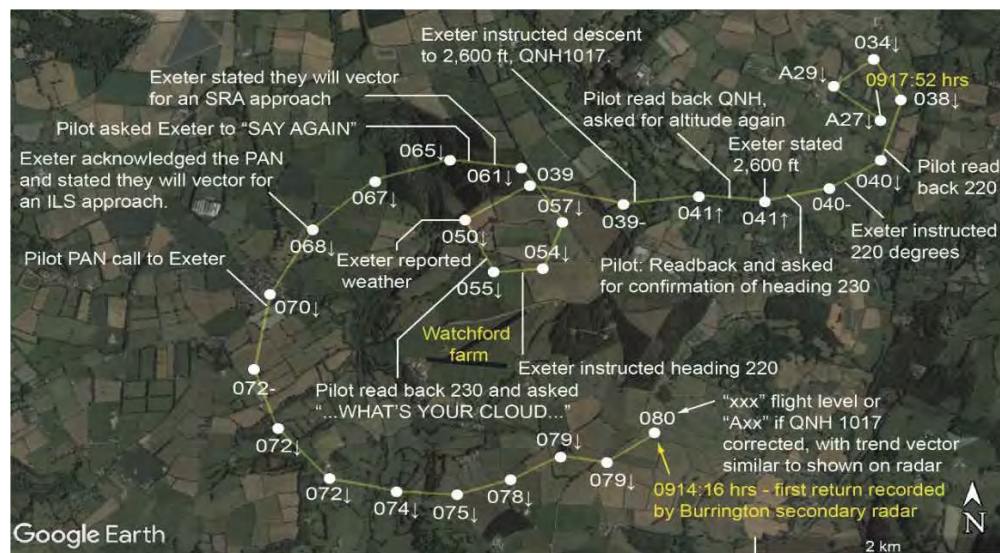 Exeter instructed descent
to 2,600 ft, QNH1017.
034↓
A29↓
0917:52 hrs
038↓
A27↓
Exeter stated they will vector
for an SRA approach
Pilot read back QNH,
asked for altitude again
Pilot asked Exeter to “SAY AGAIN”
Exeter stated
2,600 ft
Pilot read
back 220
Exeter acknowledged the PAN
and stated they will vector for
an ILS approach.
065↓
061↓
039
040↓
067↓
057↓
039-
041↑
041↑
040-
068↓
050↓
054↓
Exeter instructed
220 degrees
Pilot PAN call to Exeter
Exeter reported
weather
055↓
Pilot: Readback and asked
for confirmation of heading 230
070↓
Watchford
farm
Exeter instructed heading 220
072-
Pilot read back 230 and asked
“...WHAT’S YOUR CLOUD...”
“xxx” flight level or
“Axx” if QNH 1017
corrected, with trend vector
similar to shown on radar
080
072↓
079↓
079↓
072↓
074↓
075↓
078↓
0914:16 hrs - first return recorded
by Burrington secondary radar
N
Google Earth
2 km